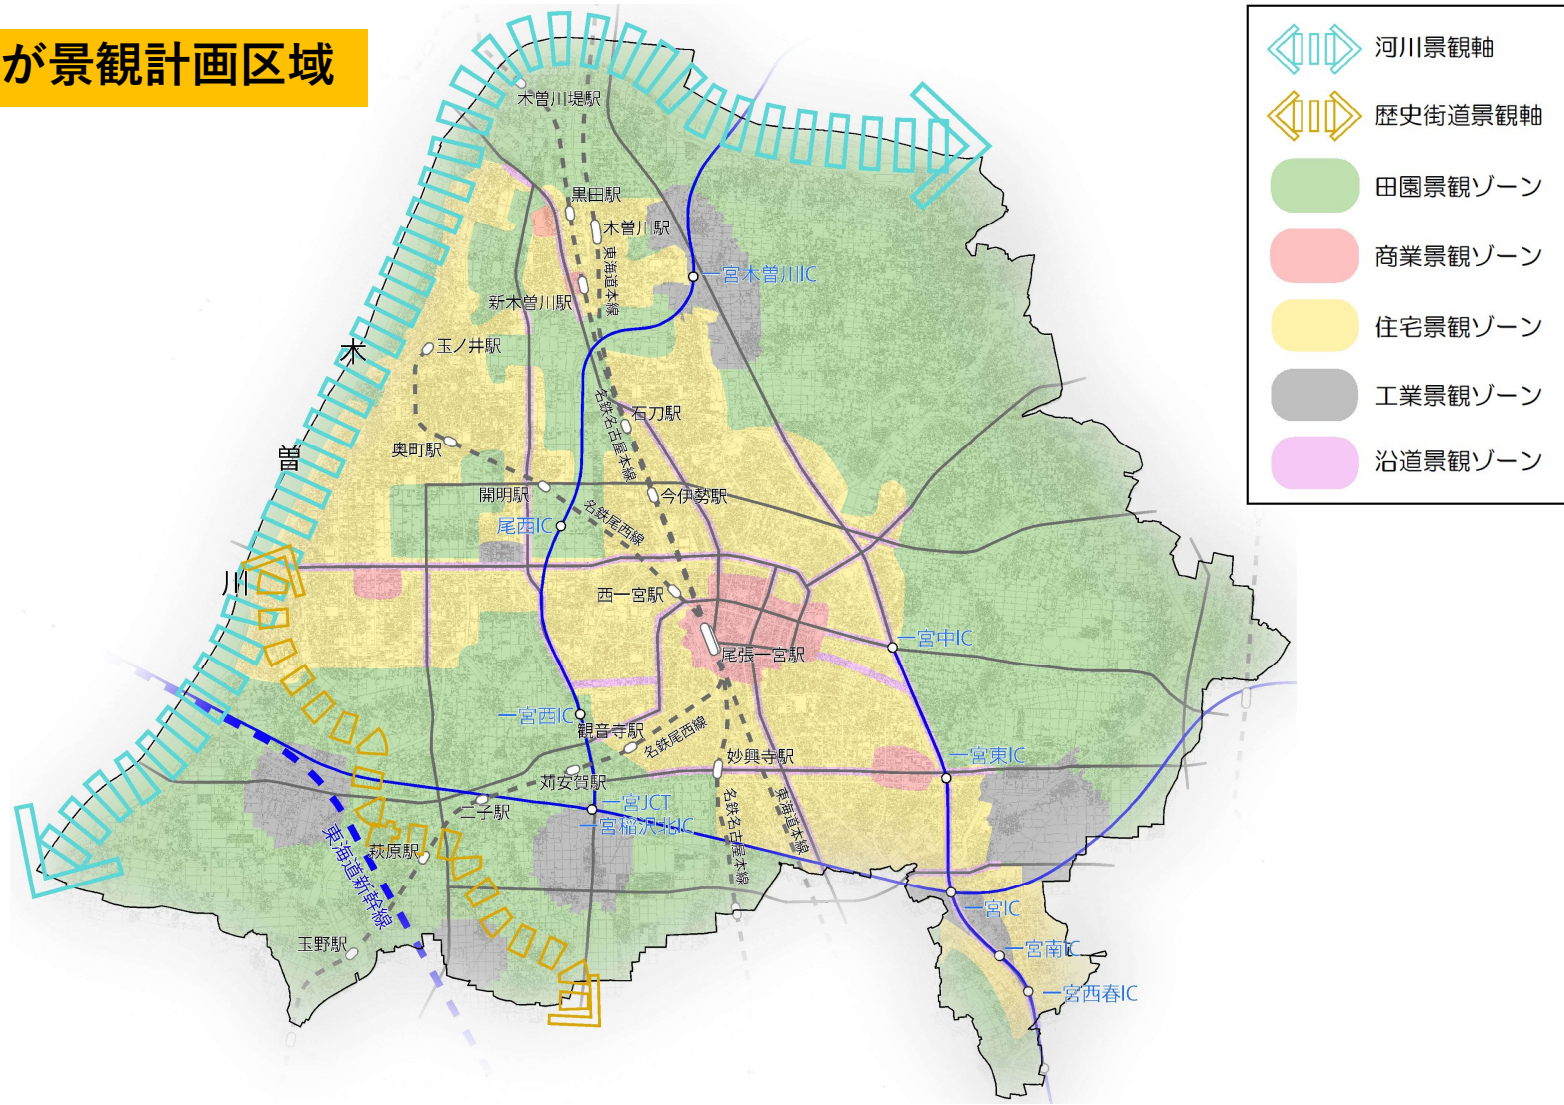 が景観計画区域
河川景観軸
歴史街道景観軸
田園景観ゾーン
商業景観ゾーン
住宅景観ゾーン
工業景観ゾーン
沿道景観ゾーン
木曽川堤駅
黒田駅
木曽川駅
東海道本線
一宮木曽川IC
新木曽川駅
玉ノ井駅
木
曽
川
名鉄名古屋本線
石刀駅
奥町駅
開明駅
今伊勢駅
名鉄尾西線
尾西IC
西一宮駅
尾張一宮駅
一宮中IC
一宮西IC
観音寺駅
名鉄尾西線
妙興寺駅
一宮東IC
苅安賀駅
二子駅
一宮JCT
一宮稲沢北IC
名鉄名古屋本線
東海道本線
萩原駅
東海道新幹線
玉野駅
一宮IC
一宮南IC
一宮西春IC